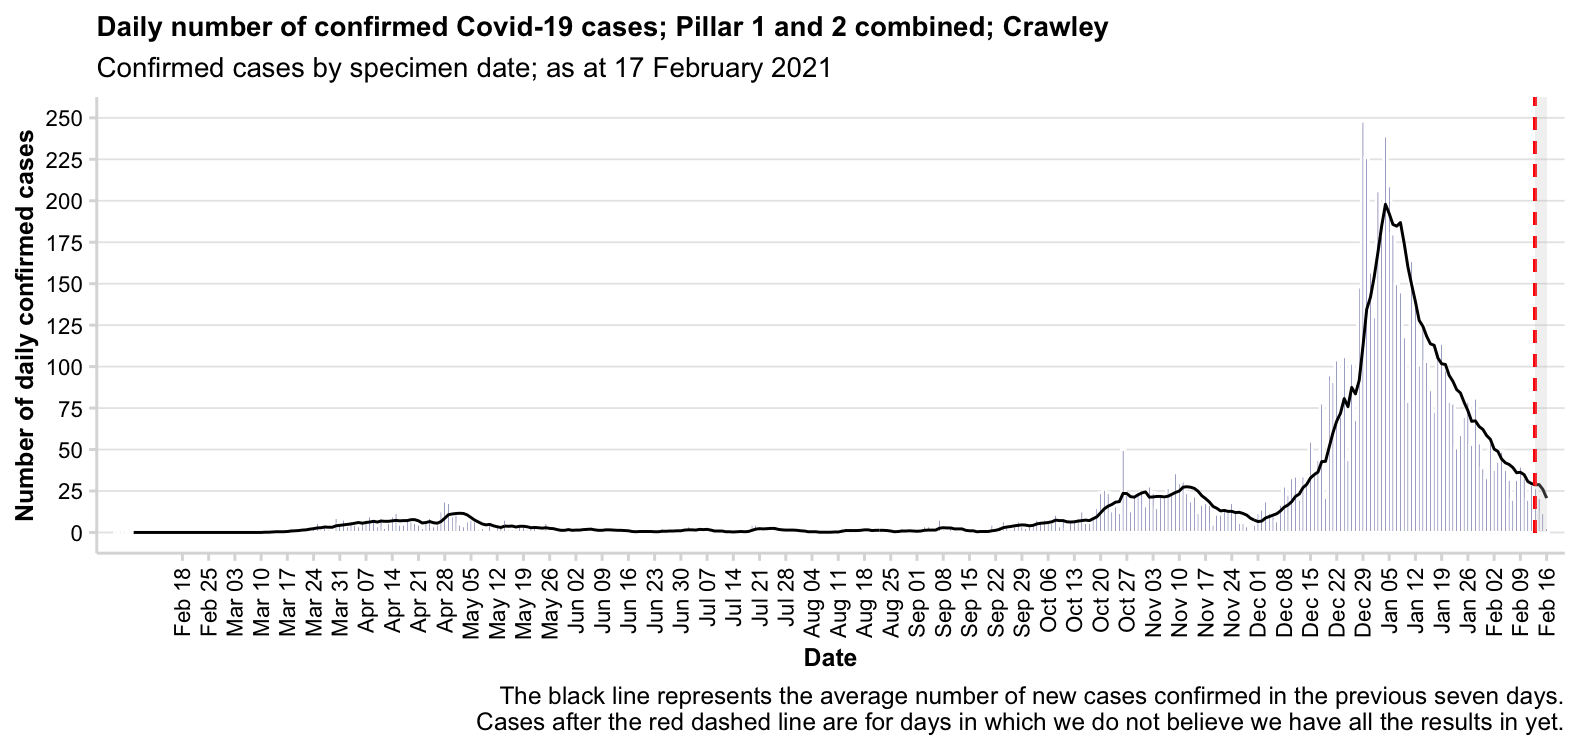 Daily number of confirmed Covid-19 cases; Pillar 1 and 2 combined; Crawley
Confirmed cases by specimen date; as at 17 February 2021
Number of daily confirmed cases
250
225
200
175
150
125
100
75
50
25
0
Feb 18
Feb 25
Mar 03
Mar 10
Mar 17
Mar 24
Mar 31
Apr 07
Apr 14
Apr 21
Apr 28
May 05
May 12
May 19
May 26
Jun 02
Jun 09
Jun 16
Jun 23
Jun 30
Jul 07
Jul 14
Jul 21
Jul 28
Aug 04
Aug 11
Aug 18
Aug 25
Sep 01
Sep 08
Sep 15
Sep 22
Sep 29
Oct 06
Oct 13
Oct 20
Oct 27
Nov 03
Nov 10
Nov 17
Nov 24
Dec 01
Dec 08
Dec 15
Dec 22
Dec 29
Jan 05
Jan 12
Jan 19
Jan 26
Feb 02
Feb 09
Feb 16
Date
The black line represents the average number of new cases confirmed in the previous seven days.
Cases after the red dashed line are for days in which we do not believe we have all the results in yet.